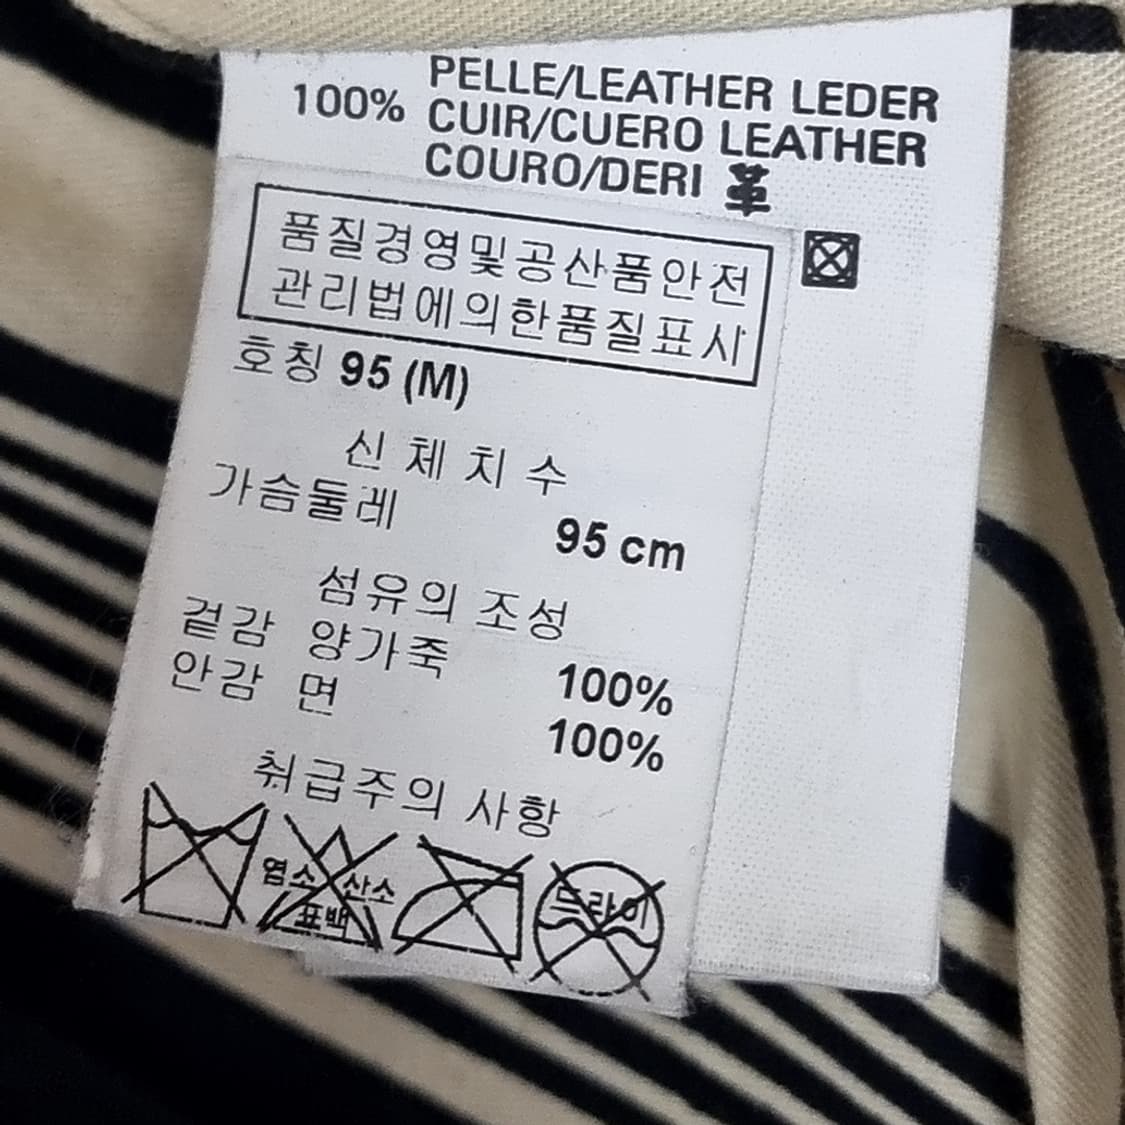 PELLE/LEATHER LEDER
100% CUIR/CUERO LEATHER
COURO/DERI 革
품질경영및공산품안전
관리법에의한품질표시
호칭 95 (M)
신체치수
가슴둘레 95 cm
섬유의 조성
겉감 양가죽 100%
안감 면 100%
취급주의 사항
염소 산소
표백
드라이